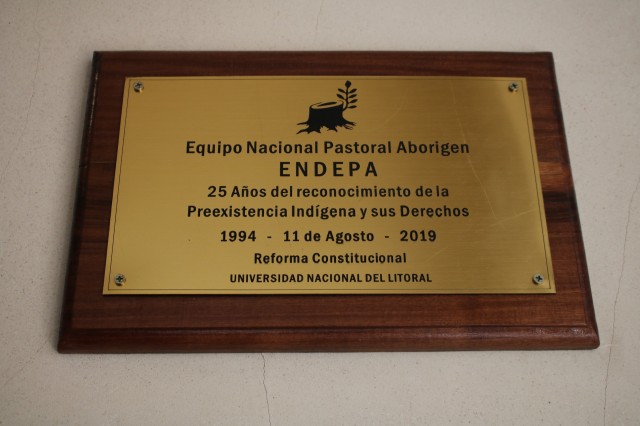 Equipo Nacional Pastoral Aborigen
ENDEPA
25 Años del reconocimiento de la
Preexistencia Indígena y sus Derechos
1994 - 11 de Agosto - 2019
Reforma Constitucional
UNIVERSIDAD NACIONAL DEL LITORAL